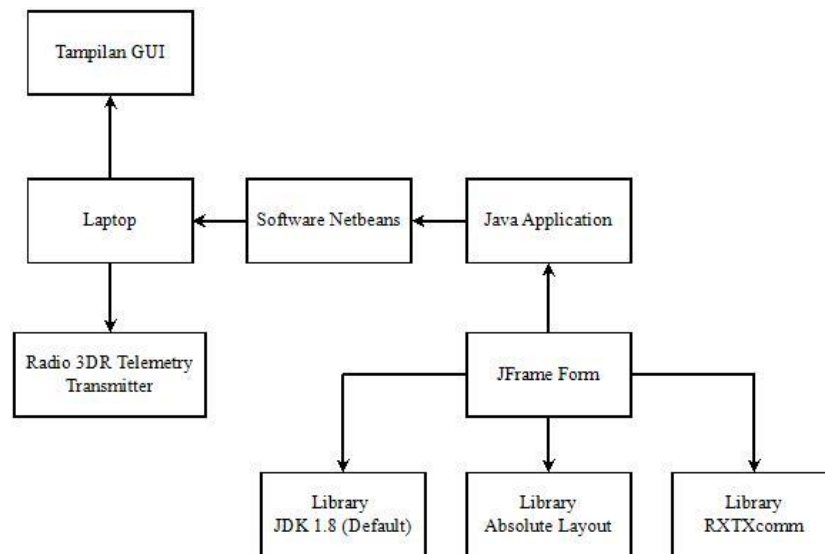 Tampilan GUI
Laptop
Software Netbeans
Java Application
Radio 3DR Telemetry
Transmitter
JFrame Form
Library
JDK 1.8 (Default)
Library
Absolute Layout
Library
RXTXcomm